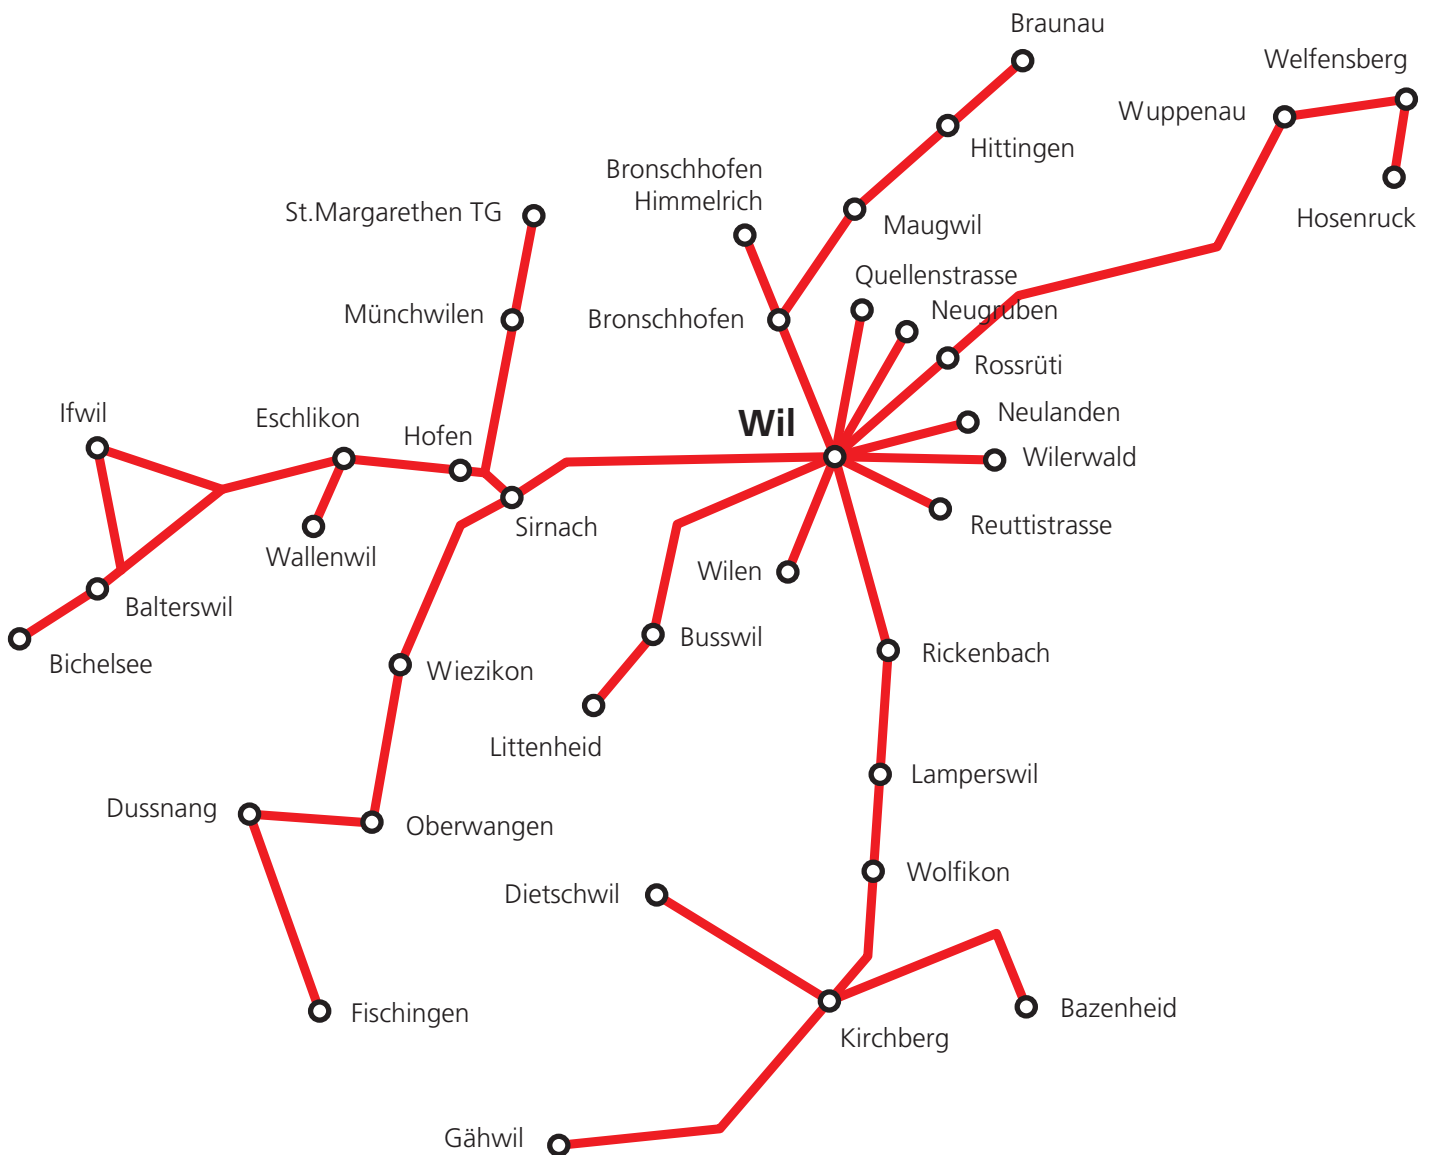 Braunau
Welfensberg
Wuppenau
Hittingen
Bronschhofen
Himmelrich
St.Margarethen TG
Maugwil
Hosenruck
Quellenstrasse
Neugruben
Münchwilen
Bronschhofen
Rossrüti
Ifwil
Eschlikon
Hofen
Wil
Neulanden
Wilerwald
Sirnach
Reuttistrasse
Wallenwil
Wilen
Balterswil
Busswil
Bichelsee
Wiezikon
Rickenbach
Littenheid
Lamperswil
Dussnang
Oberwangen
Wolfikon
Dietschwil
Fischingen
Bazenheid
Kirchberg
Gähwil